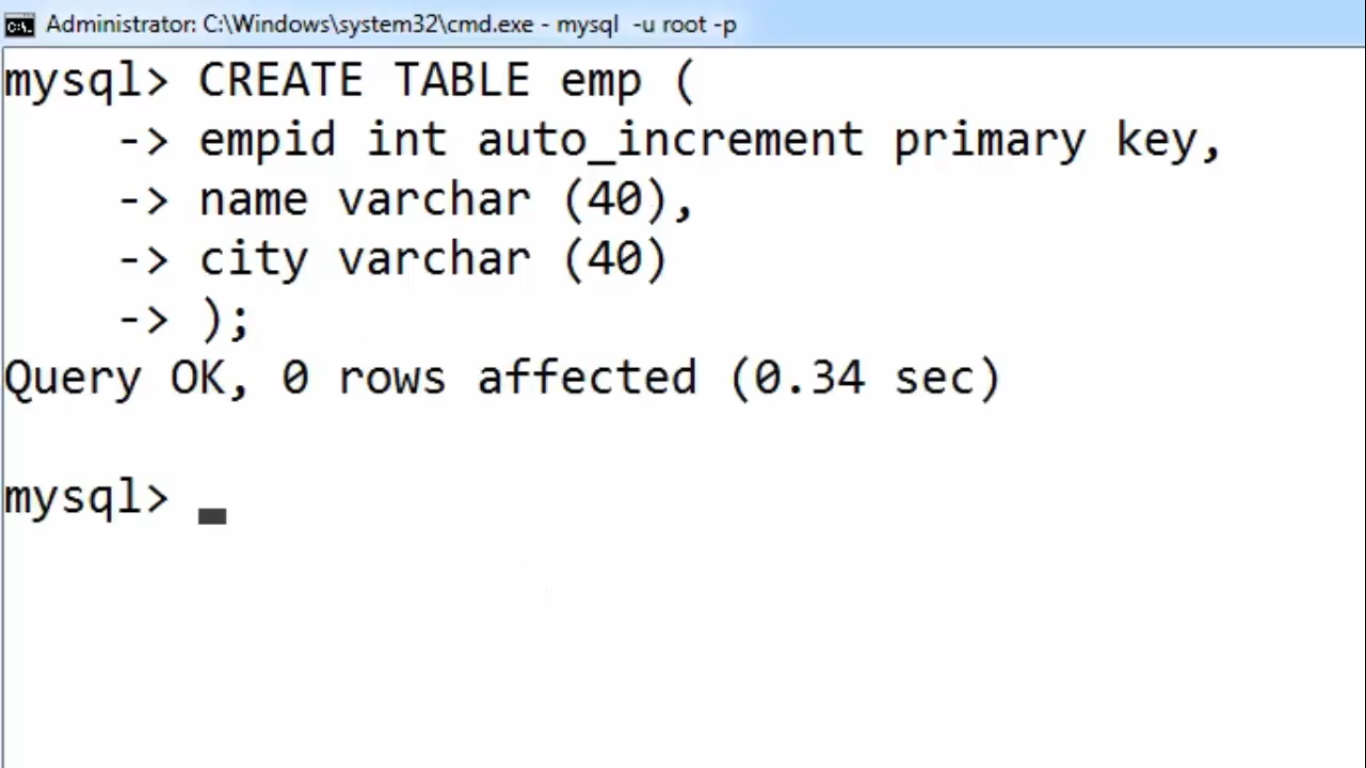 Administrator: C:\Windows\system32\cmd.exe - mysql  -u root -p
mysql> CREATE TABLE emp (
    -> empid int auto_increment primary key,
    -> name varchar (40),
    -> city varchar (40)
    -> );
Query OK, 0 rows affected (0.34 sec)
mysql>